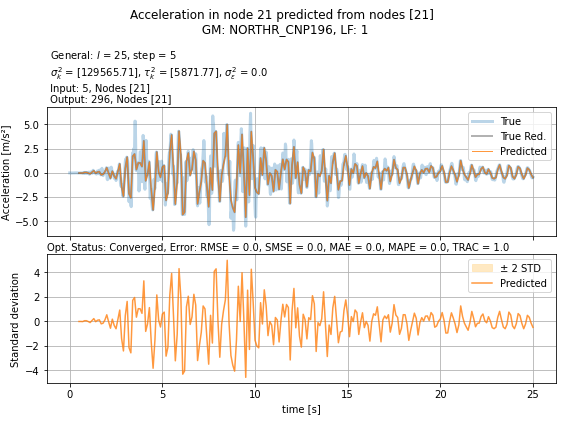 Acceleration in node 21 predicted from nodes [21]
GM: NORTHR_CNP196, LF: 1
General: l = 25, step = 5
σ²ₖ = [129565.71], τ²ₖ = [5871.77], σ²ε = 0.0
Input: 5, Nodes [21]
Output: 296, Nodes [21]
Acceleration [m/s²]
5.0
2.5
0.0
−2.5
−5.0
True
True Red.
Predicted
Opt. Status: Converged, Error: RMSE = 0.0, SMSE = 0.0, MAE = 0.0, MAPE = 0.0, TRAC = 1.0
Standard deviation
4
2
0
−2
−4
± 2 STD
Predicted
0 5 10 15 20 25
time [s]